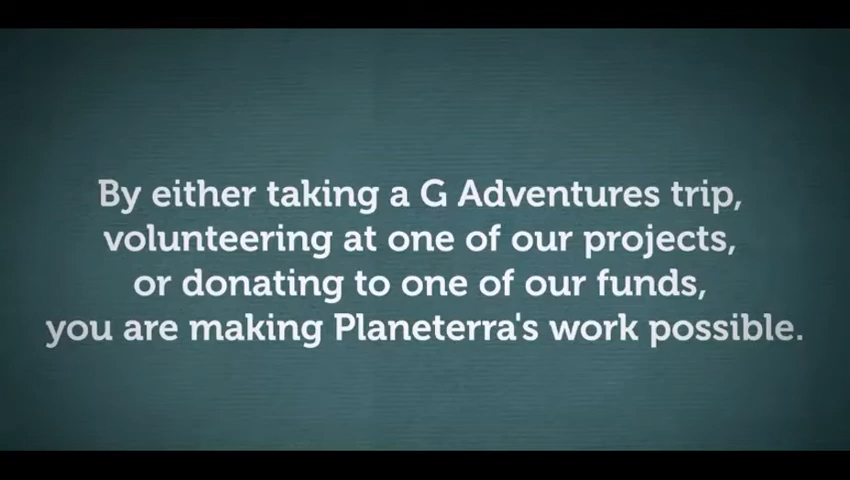 By either taking a G Adventures trip,
volunteering at one of our projects,
or donating to one of our funds,
you are making Planeterra's work possible.